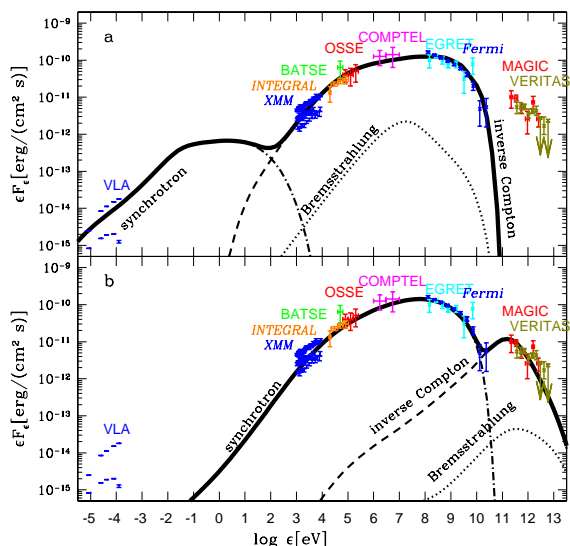 a
OSSE
COMPTEL
EGRET
Fermi
BATSE
INTEGRAL
XMM
MAGIC
VERITAS
VLA
synchrotron
Bremsstrahlung
inverse Compton
10⁻⁹
10⁻¹⁰
10⁻¹¹
10⁻¹²
10⁻¹³
10⁻¹⁴
10⁻¹⁵
ϵFϵ[erg/(cm² s)]
b
OSSE
COMPTEL
EGRET
Fermi
BATSE
INTEGRAL
XMM
MAGIC
VERITAS
VLA
synchrotron
inverse Compton
Bremsstrahlung
10⁻⁹
10⁻¹⁰
10⁻¹¹
10⁻¹²
10⁻¹³
10⁻¹⁴
10⁻¹⁵
ϵFϵ[erg/(cm² s)]
-5 -4 -3 -2 -1 0 1 2 3 4 5 6 7 8 9 10 11 12 13
log ϵ[eV]